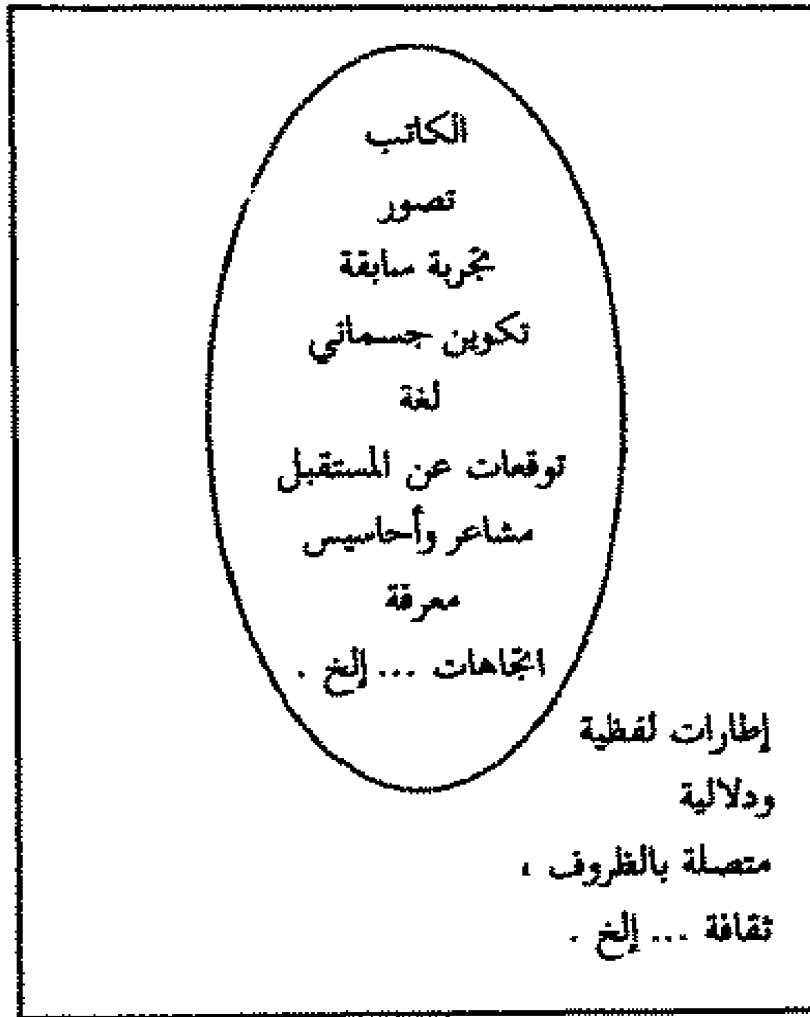 الكاتب
تصور
تجربة سابقة
تكوين جسماني
لغة
توقعات عن المستقبل
مشاعر وأحاسيس
معرفة
اتجاهات ... إلخ .
إطارات لفظية
ودلالية
متصلة بالظروف ،
ثقافة ... إلخ .